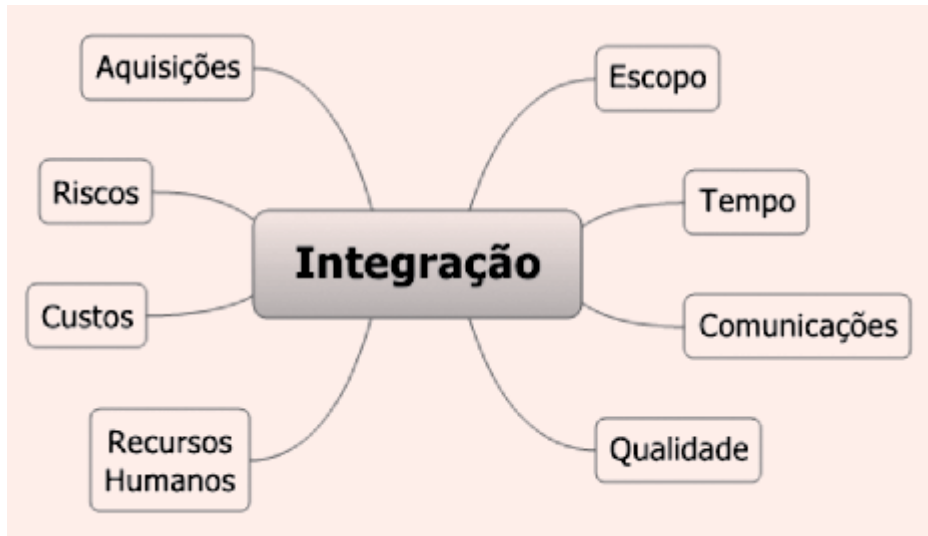 Aquisições
Escopo
Riscos
Tempo
Integração
Custos
Comunicações
Recursos
Humanos
Qualidade